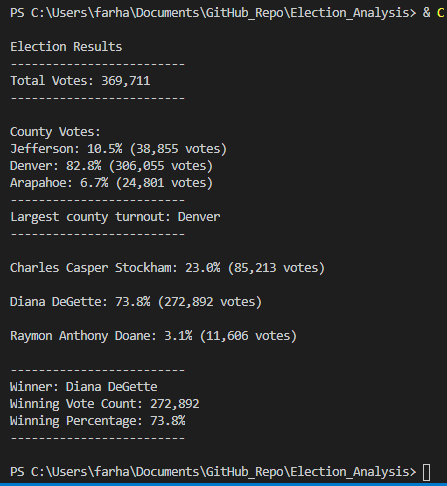 PS C:\Users\farha\Documents\GitHub_Repo\Election_Analysis> & C
Election Results
-------------------------
Total Votes: 369,711
-------------------------
County Votes:
Jefferson: 10.5% (38,855 votes)
Denver: 82.8% (306,055 votes)
Arapahoe: 6.7% (24,801 votes)
-------------------------
Largest county turnout: Denver
-------------------------
Charles Casper Stockham: 23.0% (85,213 votes)
Diana DeGette: 73.8% (272,892 votes)
Raymon Anthony Doane: 3.1% (11,606 votes)
-------------------------
Winner: Diana DeGette
Winning Vote Count: 272,892
Winning Percentage: 73.8%
-------------------------
PS C:\Users\farha\Documents\GitHub_Repo\Election_Analysis>